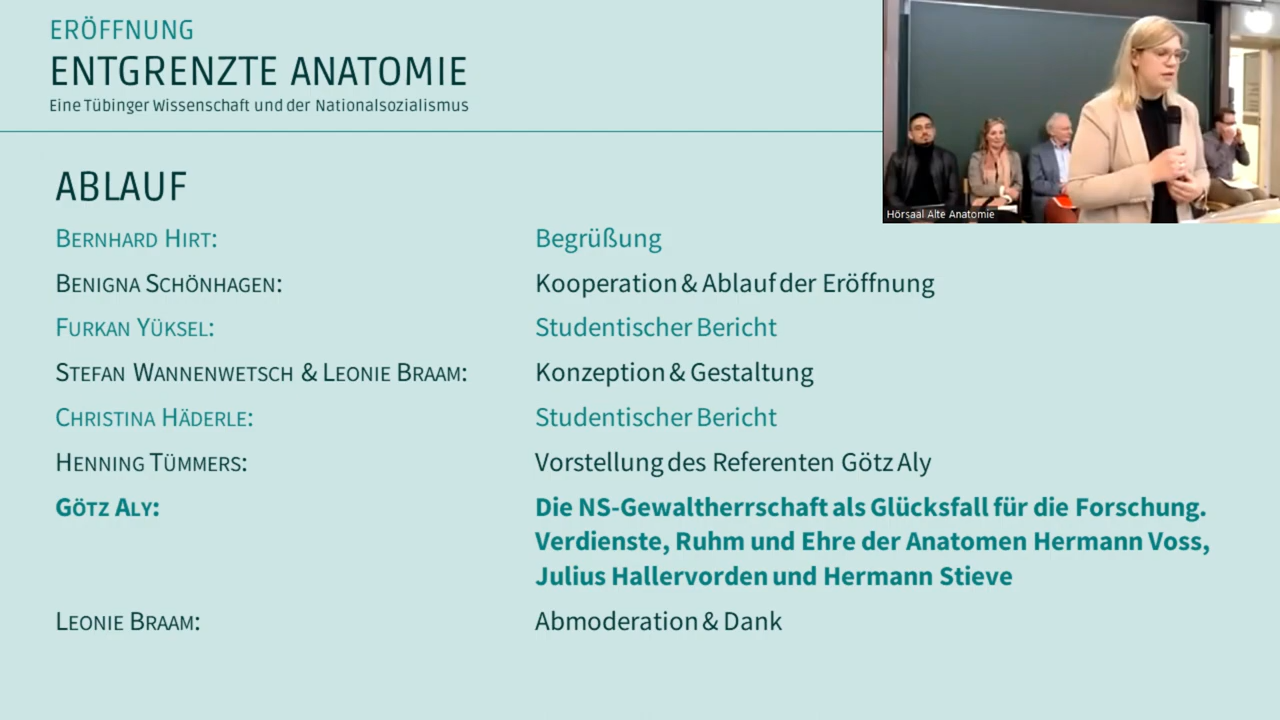 ERÖFFNUNG
ENTGRENZTE ANATOMIE
Eine Tübinger Wissenschaft und der Nationalsozialismus
Hörsaal Alte Anatomie
ABLAUF
BERNHARD HIRT: Begrüßung
BENIGNA SCHÖNHAGEN: Kooperation & Ablauf der Eröffnung
FURKAN YÜKSEL: Studentischer Bericht
STEFAN WANNENWETSCH & LEONIE BRAAM: Konzeption & Gestaltung
CHRISTINA HÄDERLE: Studentischer Bericht
HENNING TÜMMERS: Vorstellung des Referenten Götz Aly
GÖTZ ALY: Die NS-Gewaltherrschaft als Glücksfall für die Forschung.
Verdienste, Ruhm und Ehre der Anatomen Hermann Voss,
Julius Hallervorden und Hermann Stieve
LEONIE BRAAM: Abmoderation & Dank